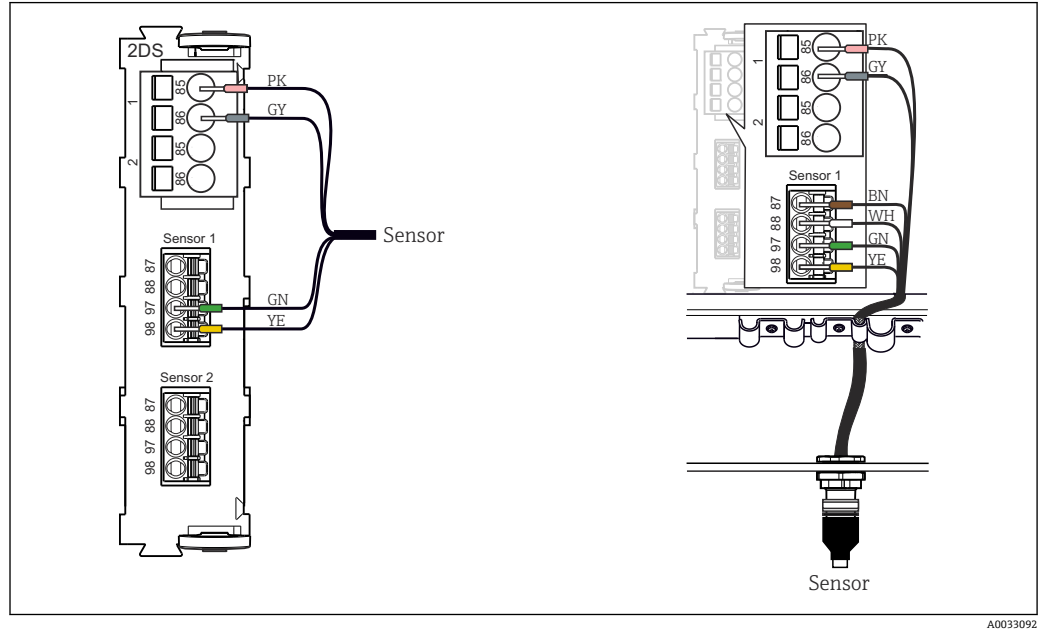 2DS
1
85
86
2
85
86
PK
GY
Sensor
Sensor 1
87
88
97
98
GN
YE
Sensor 2
87
88
97
98
1
85
86
2
85
86
PK
GY
Sensor 1
87
88
97
98
BN
WH
GN
YE
Sensor
A0033092